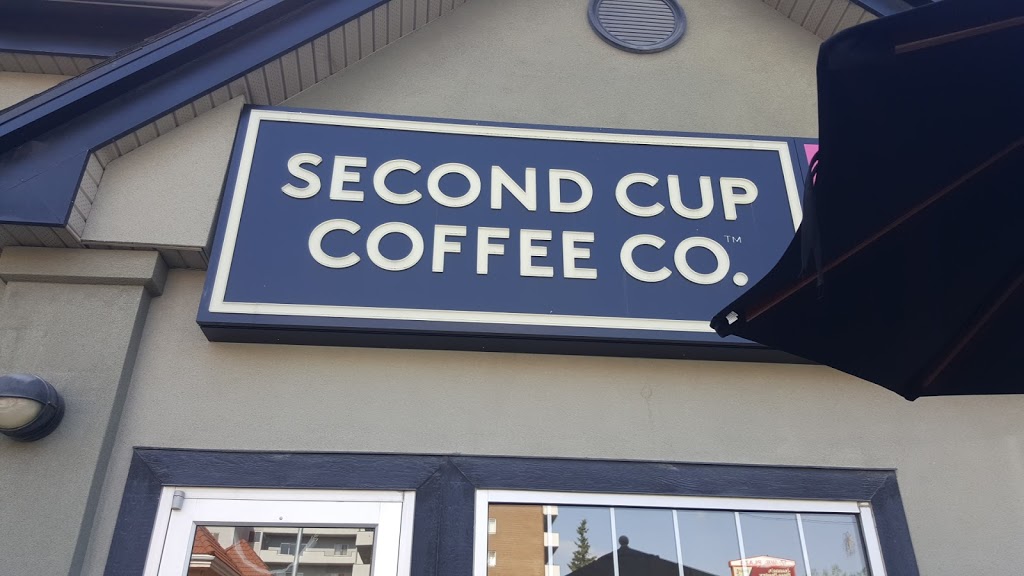 SECOND CUP
COFFEE CO.™